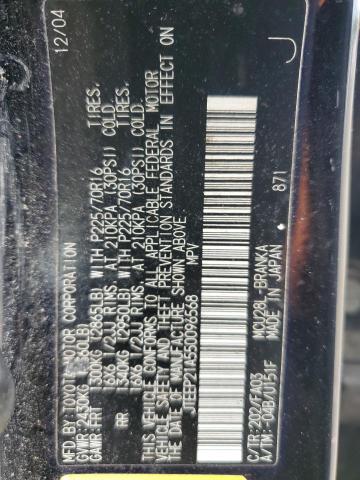 MFD. BY TOYOTA MOTOR CORPORATION 12/04
GVWR 2430KG (5360LB)
GAWR FRT 1300KG (2865LB) WITH P225/70R16 TIRES,
16X6 1/2JJ RIMS, AT 210KPA (30PSI) COLD.
RR 1340KG (2950LB) WITH P225/70R16 TIRES,
16X6 1/2JJ RIMS, AT 210KPA (30PSI) COLD.
THIS VEHICLE CONFORMS TO ALL APPLICABLE FEDERAL MOTOR
VEHICLE SAFETY AND THEFT PREVENTION STANDARDS IN EFFECT ON
THE DATE OF MANUFACTURE SHOWN ABOVE.
JTEEP21A550096568 MPV
C/TR:202/FA03 MCU28L-BRANKA 871
A/TM:-04B/U151F MADE IN JAPAN
J